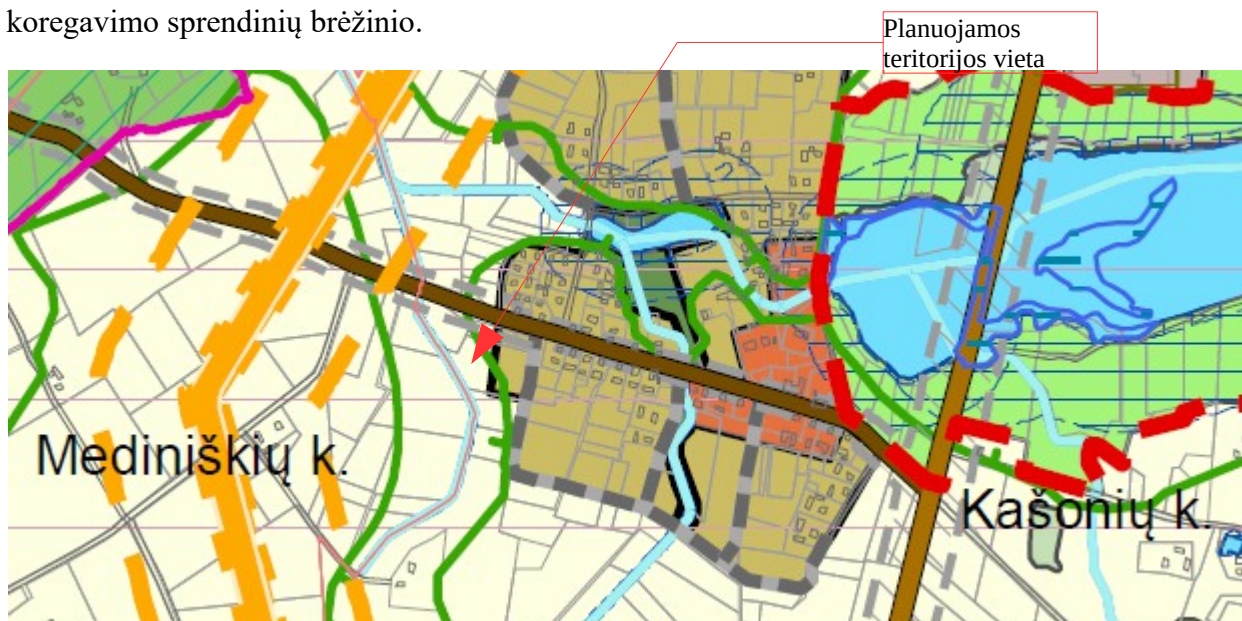 koregavimo sprendinių brėžinio.
Planuojamos
teritorijos vieta
Mediniškių k.
Kašonių k.